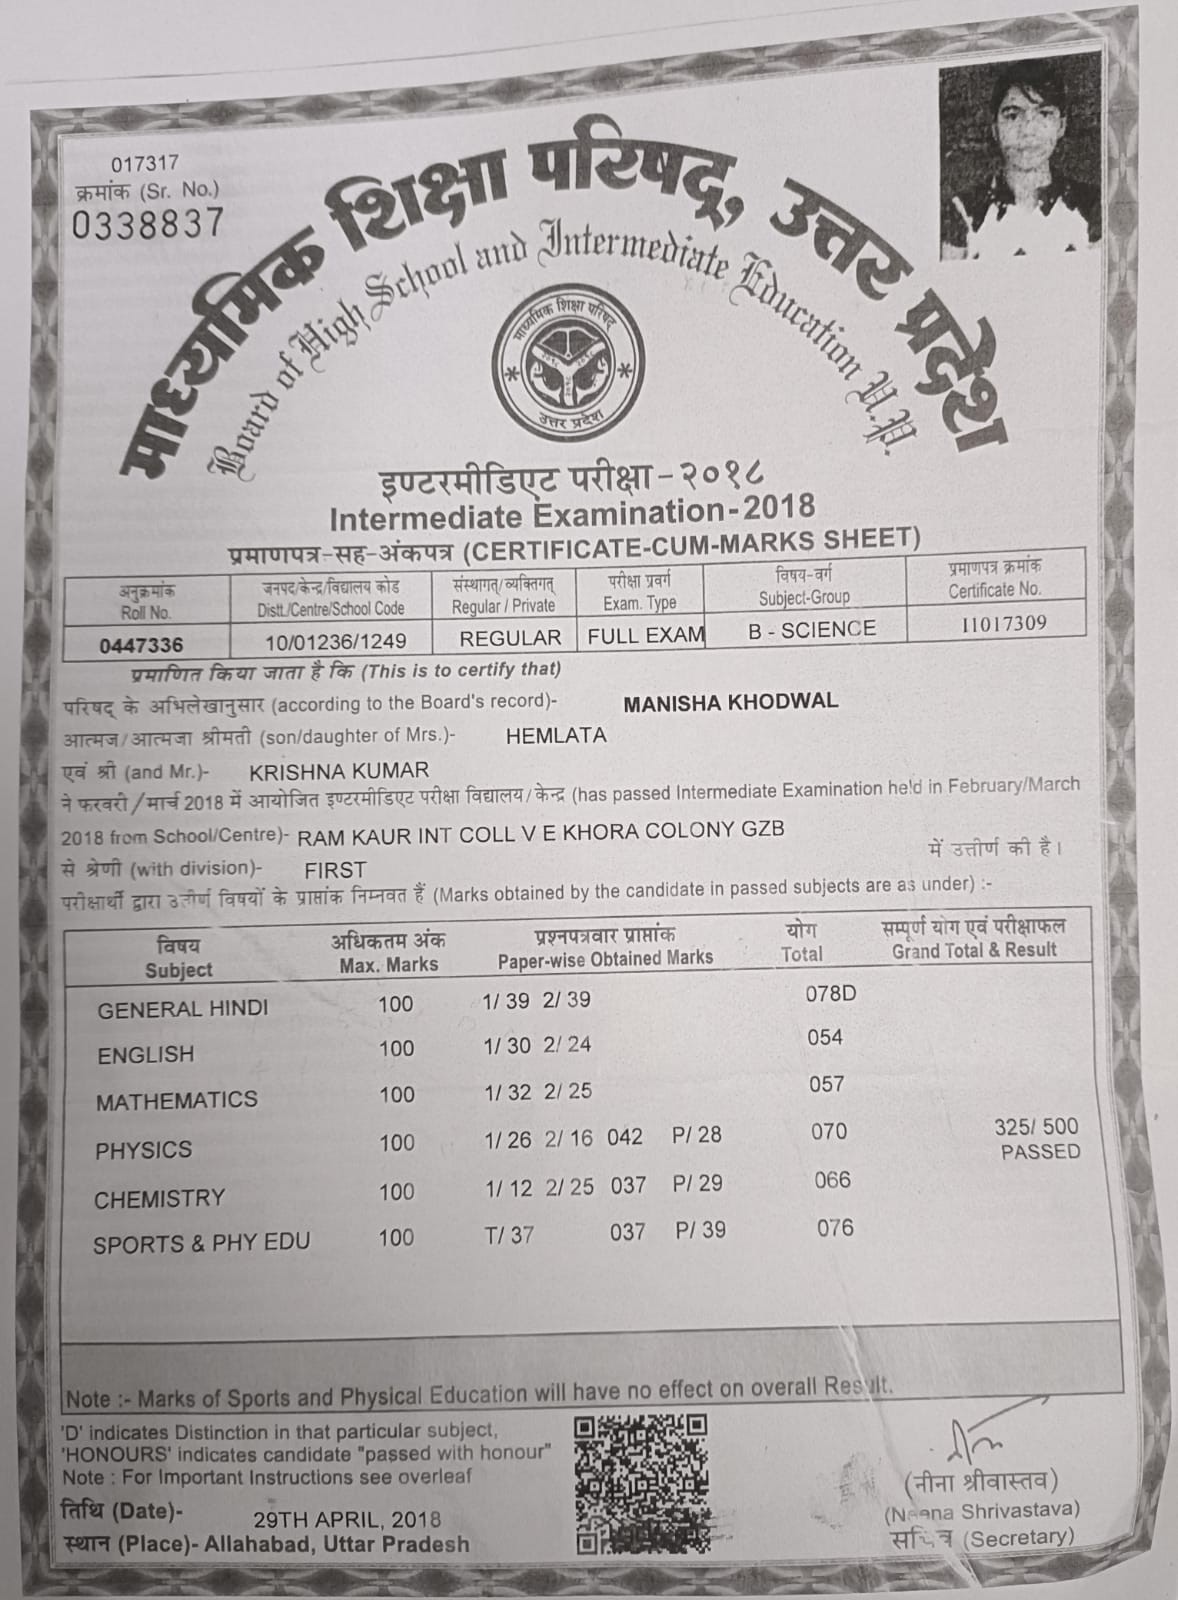 017317
क्रमांक (Sr. No.)
0338837
माध्यमिक शिक्षा परिषद्, उत्तर प्रदेश
Board of High School and Intermediate Education U.P.
माध्यमिक शिक्षा परिषद
उत्तर प्रदेश
इण्टरमीडिएट परीक्षा-२०१८
Intermediate Examination-2018
प्रमाणपत्र-सह-अंकपत्र (CERTIFICATE-CUM-MARKS SHEET)
अनुक्रमांक जनपद/केन्द्र/विद्यालय कोड संस्थागत्/व्यक्तिगत् परीक्षा प्रवर्ग विषय-वर्ग प्रमाणपत्र क्रमांक
Roll No. Distt./Centre/School Code Regular / Private Exam. Type Subject-Group Certificate No.
0447336 10/01236/1249 REGULAR FULL EXAM B - SCIENCE 11017309
प्रमाणित किया जाता है कि (This is to certify that)
परिषद् के अभिलेखानुसार (according to the Board's record)- MANISHA KHODWAL
आत्मज/आत्मजा श्रीमती (son/daughter of Mrs.)- HEMLATA
एवं श्री (and Mr.)- KRISHNA KUMAR
ने फरवरी/मार्च 2018 में आयोजित इण्टरमीडिएट परीक्षा विद्यालय/केन्द्र (has passed Intermediate Examination held in February/March
2018 from School/Centre)- RAM KAUR INT COLL V E KHORA COLONY GZB
से श्रेणी (with division)- FIRST में उत्तीर्ण की है।
परीक्षार्थी द्वारा उत्तीर्ण विषयों के प्राप्तांक निम्नवत हैं (Marks obtained by the candidate in passed subjects are as under) :-
विषय अधिकतम अंक प्रश्नपत्रवार प्राप्तांक योग सम्पूर्ण योग एवं परीक्षाफल
Subject Max. Marks Paper-wise Obtained Marks Total Grand Total & Result
GENERAL HINDI 100 1/ 39 2/ 39 078D
ENGLISH 100 1/ 30 2/ 24 054
MATHEMATICS 100 1/ 32 2/ 25 057
PHYSICS 100 1/ 26 2/ 16 042 P/ 28 070 325/ 500
PASSED
CHEMISTRY 100 1/ 12 2/ 25 037 P/ 29 066
SPORTS & PHY EDU 100 T/ 37 037 P/ 39 076
Note :- Marks of Sports and Physical Education will have no effect on overall Result.
'D' indicates Distinction in that particular subject,
'HONOURS' indicates candidate "passed with honour"
Note : For Important Instructions see overleaf
तिथि (Date)- 29TH APRIL, 2018
स्थान (Place)- Allahabad, Uttar Pradesh
(नीना श्रीवास्तव)
(Neena Shrivastava)
सचिव (Secretary)